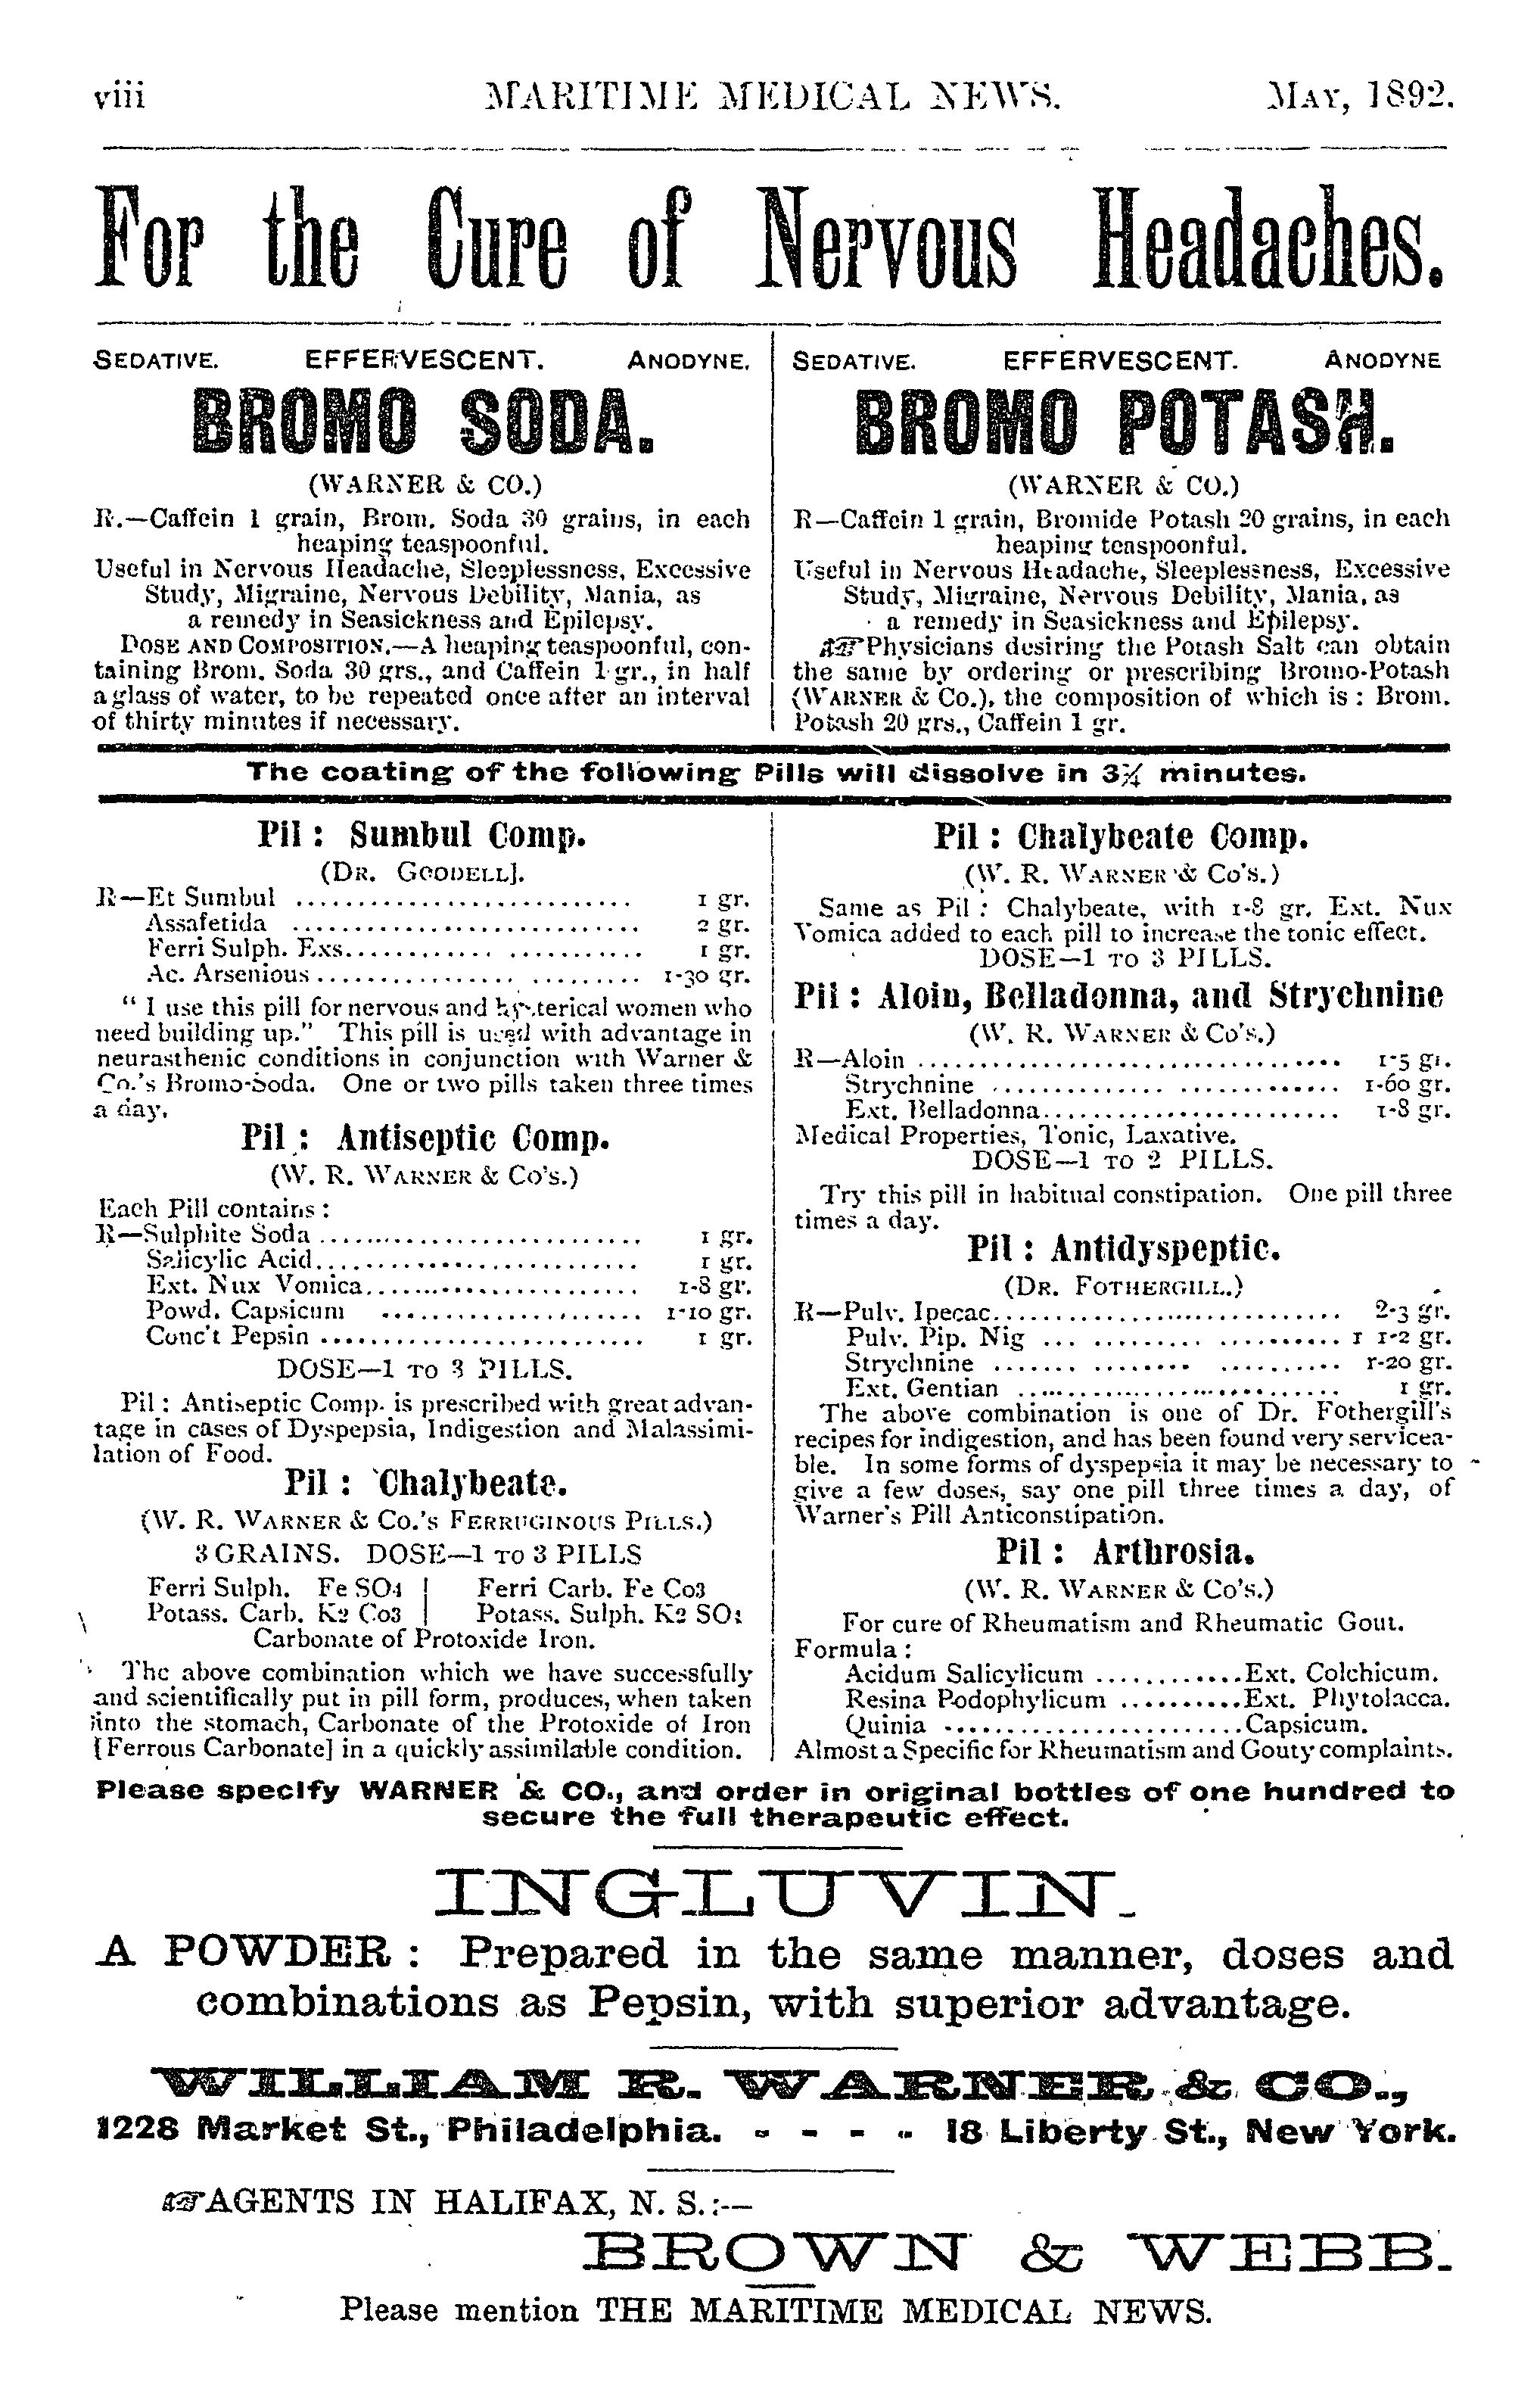 viii MARITIME MEDICAL NEWS. MAY, 1892.
For the Cure of Nervous Headaches.
SEDATIVE. EFFERVESCENT. ANODYNE.
BROMO SODA.
(WARNER & CO.)
R.—Caffein 1 grain, Brom. Soda 30 grains, in each
heaping teaspoonful.
Useful in Nervous Headache, Sleeplessness, Excessive
Study, Migraine, Nervous Debility, Mania, as
a remedy in Seasickness and Epilepsy.
DOSE AND COMPOSITION.—A heaping teaspoonful, con-
taining Brom. Soda 30 grs., and Caffein 1 gr., in half
a glass of water, to be repeated once after an interval
of thirty minutes if necessary.
SEDATIVE. EFFERVESCENT. ANODYNE
BROMO POTASH.
(WARNER & CO.)
R—Caffein 1 grain, Bromide Potash 20 grains, in each
heaping teaspoonful.
Useful in Nervous Headache, Sleeplessness, Excessive
Study, Migraine, Nervous Debility, Mania, as
a remedy in Seasickness and Epilepsy.
☞Physicians desiring the Potash Salt can obtain
the same by ordering or prescribing Bromo-Potash
(WARNER & Co.), the composition of which is : Brom.
Potash 20 grs., Caffein 1 gr.
The coating of the following Pills will dissolve in 3¼ minutes.
Pil : Sumbul Comp.
(DR. GOODELL].
R—Et Sumbul ........................... 1 gr.
Assafetida ........................... 2 gr.
Ferri Sulph. Exs........................ 1 gr.
Ac. Arsenious.......................... 1-30 gr.
" I use this pill for nervous and hysterical women who
need building up." This pill is used with advantage in
neurasthenic conditions in conjunction with Warner &
Co.'s Bromo-Soda. One or two pills taken three times
a day.
Pil : Antiseptic Comp.
(W. R. WARNER & Co's.)
Each Pill contains :
R—Sulphite Soda .......................... 1 gr.
Salicylic Acid.......................... 1 gr.
Ext. Nux Vomica...................... 1-8 gr.
Powd. Capsicum ..................... 1-10 gr.
Conc't Pepsin .......................... 1 gr.
DOSE—1 TO 3 PILLS.
Pil : Antiseptic Comp. is prescribed with great advan-
tage in cases of Dyspepsia, Indigestion and Malassimi-
lation of Food.
Pil : Chalybeate.
(W. R. WARNER & Co.'s FERRUGINOUS PILLS.)
3 GRAINS. DOSE—1 TO 3 PILLS
Ferri Sulph. Fe SO4 | Ferri Carb. Fe Co3
Potass. Carb. K2 Co3 | Potass. Sulph. K2 SO4
Carbonate of Protoxide Iron.
The above combination which we have successfully
and scientifically put in pill form, produces, when taken
into the stomach, Carbonate of the Protoxide of Iron
[Ferrous Carbonate] in a quickly assimilable condition.
Pil : Chalybeate Comp.
(W. R. WARNER & Co's.)
Same as Pil : Chalybeate, with 1-8 gr. Ext. Nux
Vomica added to each pill to increase the tonic effect.
DOSE—1 TO 3 PILLS.
Pil : Aloin, Belladonna, and Strychnine
(W. R. WARNER & Co's.)
R—Aloin .................................. 1-5 gr.
Strychnine ............................ 1-60 gr.
Ext. Belladonna........................ 1-8 gr.
Medical Properties, Tonic, Laxative.
DOSE—1 TO 2 PILLS.
Try this pill in habitual constipation. One pill three
times a day.
Pil : Antidyspeptic.
(DR. FOTHERGILL.)
R—Pulv. Ipecac............................ 2-3 gr.
Pulv. Pip. Nig ... .................. 1 1-2 gr.
Strychnine ........................... 1-20 gr.
Ext. Gentian .......................... 1 gr.
The above combination is one of Dr. Fothergill's
recipes for indigestion, and has been found very servicea-
ble. In some forms of dyspepsia it may be necessary to
give a few doses, say one pill three times a day, of
Warner's Pill Anticonstipation.
Pil : Arthrosia.
(W. R. WARNER & Co's.)
For cure of Rheumatism and Rheumatic Gout.
Formula :
Acidum Salicylicum ............Ext. Colchicum.
Resina Podophylicum ..........Ext. Phytolacca.
Quinia ........................Capsicum.
Almost a Specific for Rheumatism and Gouty complaints.
Please specify WARNER & CO., and order in original bottles of one hundred to
secure the full therapeutic effect.
INGLUVIN.
A POWDER : Prepared in the same manner, doses and
combinations as Pepsin, with superior advantage.
WILLIAM R. WARNER & CO.,
1228 Market St., Philadelphia. - - - - 18 Liberty St., New York.
☞AGENTS IN HALIFAX, N. S.:—
BROWN & WEBB.
Please mention THE MARITIME MEDICAL NEWS.